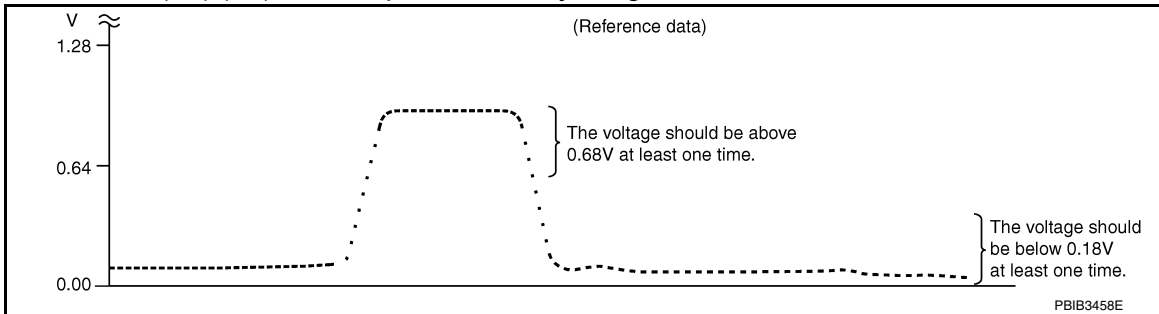 V
(Reference data)
1.28
The voltage should be above
0.68V at least one time.
0.64
The voltage should
be below 0.18V
at least one time.
0.00
PBIB3458E